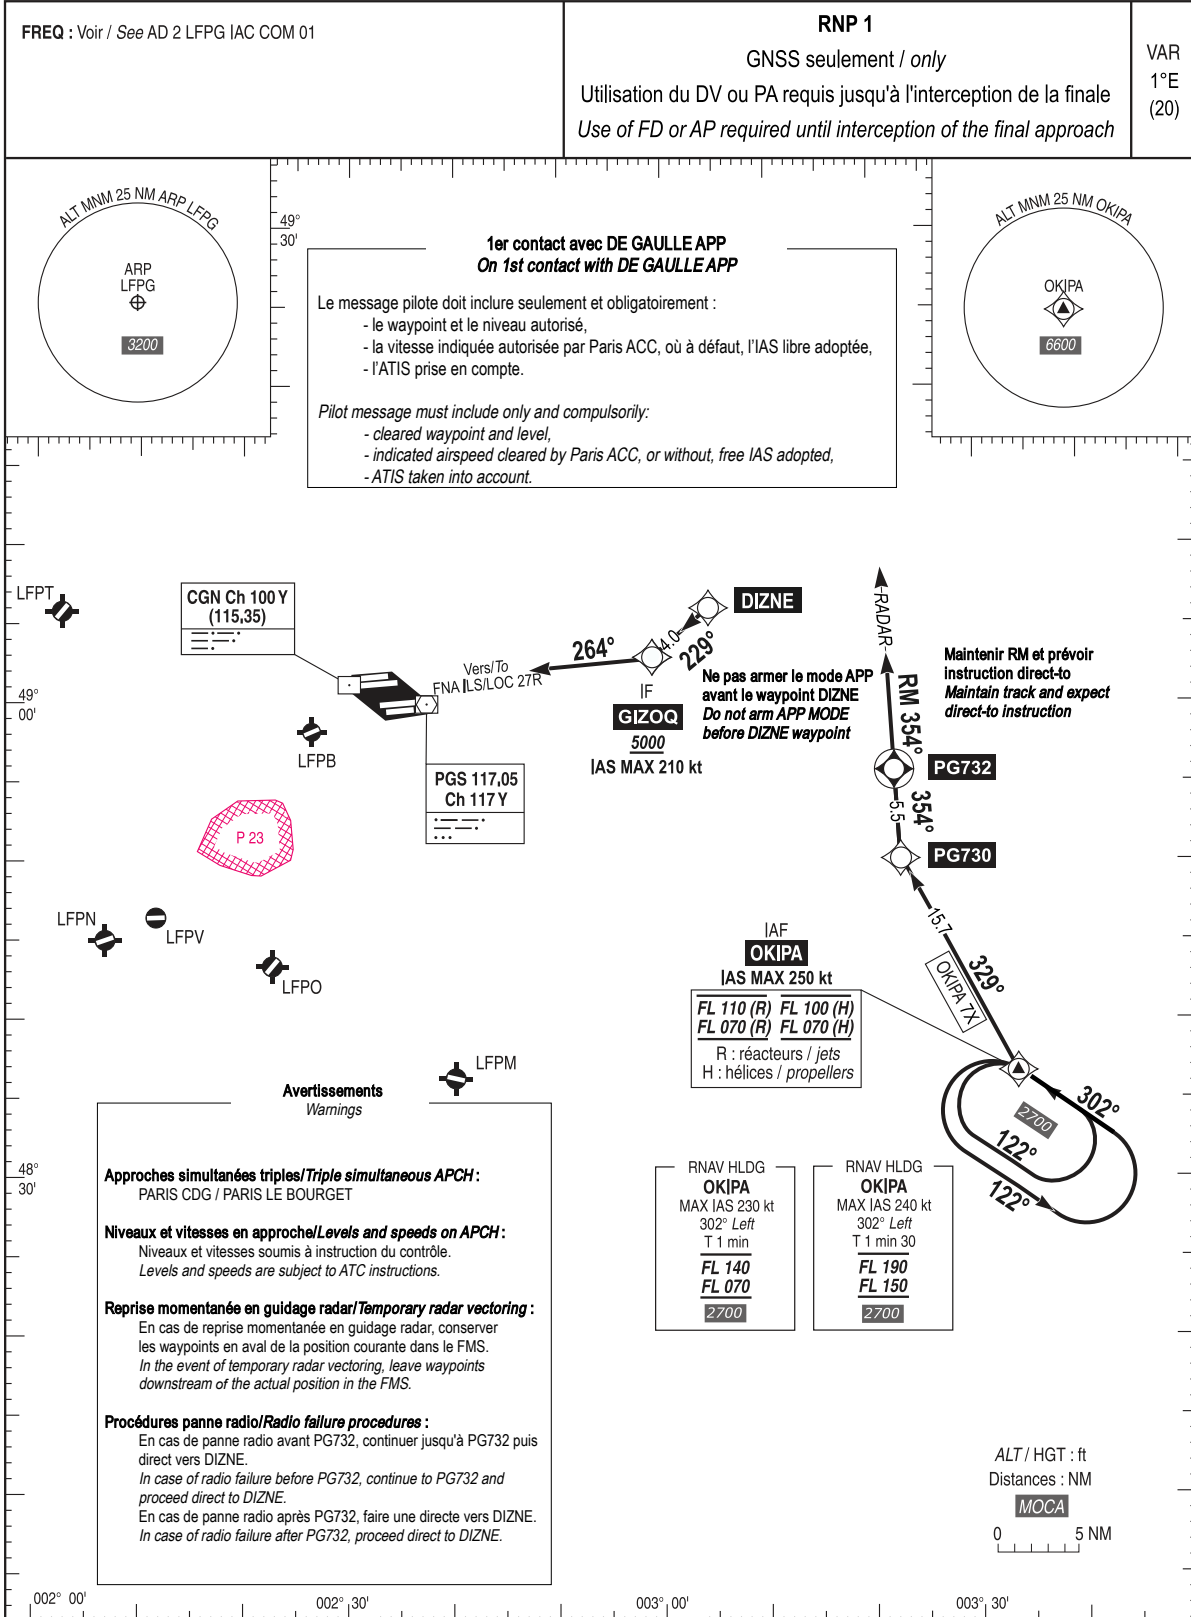 FREQ : Voir / See AD 2 LFPG IAC COM 01
RNP 1
GNSS seulement / only
Utilisation du DV ou PA requis jusqu'à l'interception de la finale
Use of FD or AP required until interception of the final approach
VAR
1°E
(20)
ALT MNM 25 NM ARP LFPG
ARP
LFPG
3200
49°
30'
1er contact avec DE GAULLE APP
On 1st contact with DE GAULLE APP
Le message pilote doit inclure seulement et obligatoirement :
- le waypoint et le niveau autorisé,
- la vitesse indiquée autorisée par Paris ACC, où à défaut, l'IAS libre adoptée,
- l'ATIS prise en compte.
Pilot message must include only and compulsorily:
- cleared waypoint and level,
- indicated airspeed cleared by Paris ACC, or without, free IAS adopted,
- ATIS taken into account.
ALT MNM 25 NM OKIPA
OKIPA
6600
LFPT
CGN Ch 100 Y
(115,35)
DIZNE
4.0
229°
264°
Vers/To
FNA ILS/LOC 27R
IF
GIZOQ
5000
IAS MAX 210 kt
Ne pas armer le mode APP
avant le waypoint DIZNE
Do not arm APP MODE
before DIZNE waypoint
RADAR
RM 354°
Maintenir RM et prévoir
instruction direct-to
Maintain track and expect
direct-to instruction
49°
00'
LFPB
PGS 117,05
Ch 117 Y
PG732
354°
5.5
PG730
P 23
LFPN
LFPV
LFPO
15.7
329°
OKIPA 7X
IAF
OKIPA
IAS MAX 250 kt
FL 110 (R) FL 100 (H)
FL 070 (R) FL 070 (H)
R : réacteurs / jets
H : hélices / propellers
LFPM
302°
2700
122°
122°
Avertissements
Warnings
Approches simultanées triples/Triple simultaneous APCH :
PARIS CDG / PARIS LE BOURGET
Niveaux et vitesses en approche/Levels and speeds on APCH :
Niveaux et vitesses soumis à instruction du contrôle.
Levels and speeds are subject to ATC instructions.
Reprise momentanée en guidage radar/Temporary radar vectoring :
En cas de reprise momentanée en guidage radar, conserver
les waypoints en aval de la position courante dans le FMS.
In the event of temporary radar vectoring, leave waypoints
downstream of the actual position in the FMS.
Procédures panne radio/Radio failure procedures :
En cas de panne radio avant PG732, continuer jusqu'à PG732 puis
direct vers DIZNE.
In case of radio failure before PG732, continue to PG732 and
proceed direct to DIZNE.
En cas de panne radio après PG732, faire une directe vers DIZNE.
In case of radio failure after PG732, proceed direct to DIZNE.
48°
30'
RNAV HLDG
OKIPA
MAX IAS 230 kt
302° Left
T 1 min
FL 140
FL 070
2700
RNAV HLDG
OKIPA
MAX IAS 240 kt
302° Left
T 1 min 30
FL 190
FL 150
2700
ALT / HGT : ft
Distances : NM
MOCA
0 5 NM
002° 00'
002° 30'
003° 00'
003° 30'